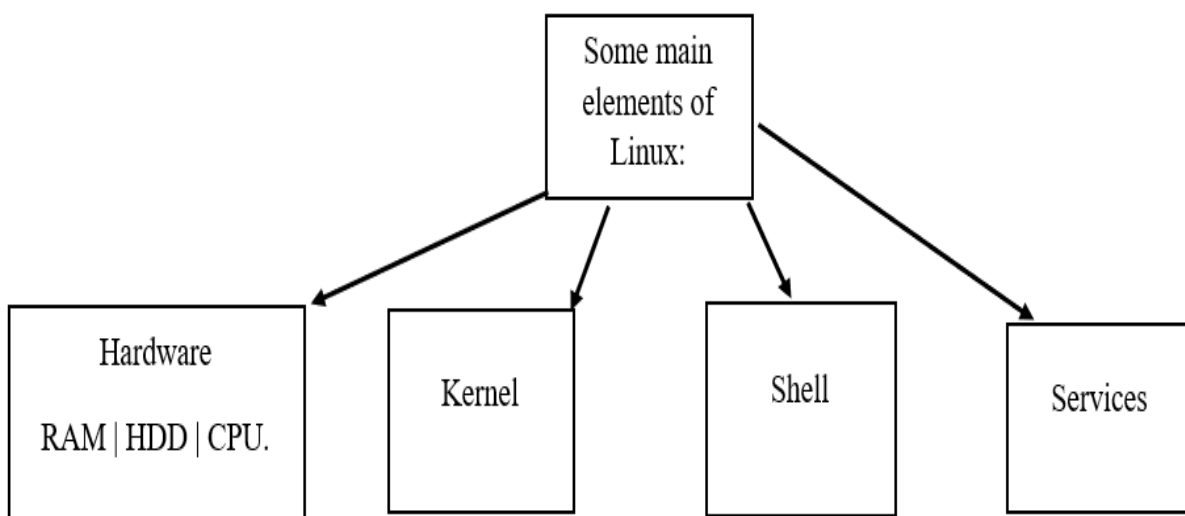 Some main
elements of
Linux:
Hardware
RAM | HDD | CPU.
Kernel
Shell
Services